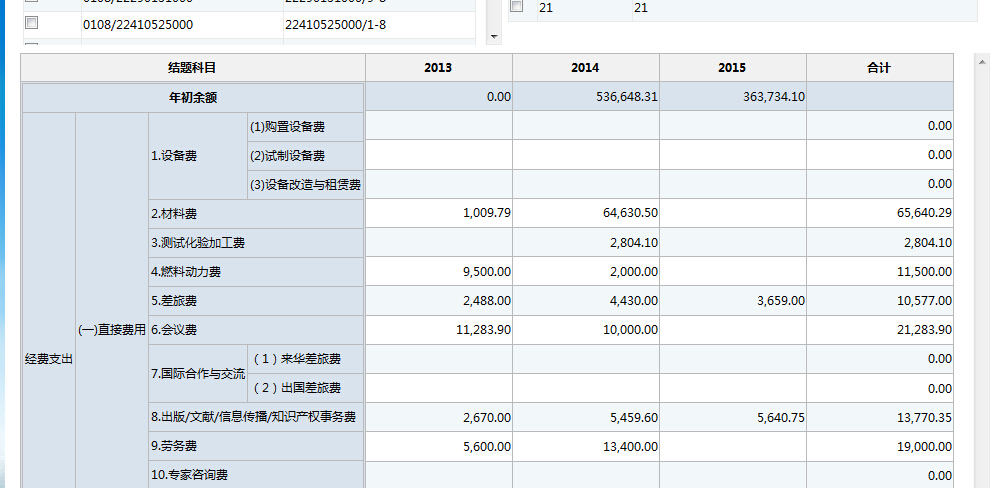 0108/22290151000 22290151000/9-8
21 21
0108/22410525000 22410525000/1-8
结题科目 2013 2014 2015 合计
年初余额 0.00 536,648.31 363,734.10
经费支出
(一)直接费用
1.设备费
(1)购置设备费 0.00
(2)试制设备费 0.00
(3)设备改造与租赁费 0.00
2.材料费 1,009.79 64,630.50 65,640.29
3.测试化验加工费 2,804.10 2,804.10
4.燃料动力费 9,500.00 2,000.00 11,500.00
5.差旅费 2,488.00 4,430.00 3,659.00 10,577.00
6.会议费 11,283.90 10,000.00 21,283.90
7.国际合作与交流
（1）来华差旅费 0.00
（2）出国差旅费 0.00
8.出版/文献/信息传播/知识产权事务费 2,670.00 5,459.60 5,640.75 13,770.35
9.劳务费 5,600.00 13,400.00 19,000.00
10.专家咨询费 0.00